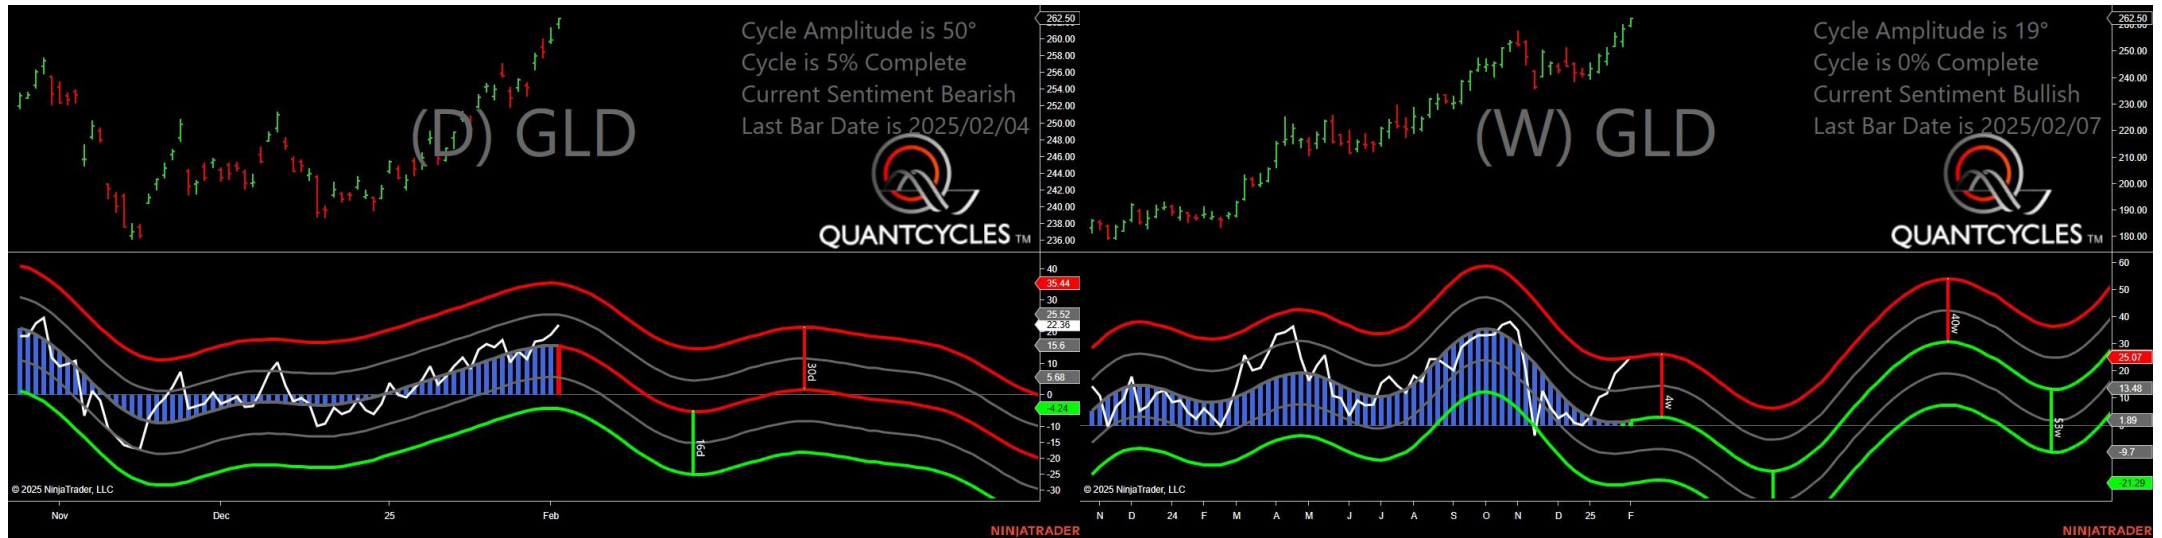 Cycle Amplitude is 50°
Cycle is 5% Complete
Current Sentiment Bearish
Last Bar Date is 2025/02/04
(D) GLD
QUANTCYCLES TM
262.50
260.00
258.00
256.00
254.00
252.00
250.00
248.00
246.00
244.00
242.00
240.00
238.00
236.00
40
35.44
30
25.52
22.36
20
15.6
10
5.68
0
-4.24
-10
-15
-20
-25
-30
30d
16d
© 2025 NinjaTrader, LLC
Nov Dec 25 Feb
NINJATRADER
Cycle Amplitude is 19°
Cycle is 0% Complete
Current Sentiment Bullish
Last Bar Date is 2025/02/07
(W) GLD
QUANTCYCLES TM
262.50
260.00
250.00
240.00
230.00
220.00
210.00
200.00
190.00
180.00
60
50
40
30
25.07
20
13.48
10
1.89
-9.7
-21.29
4w
40w
53w
© 2025 NinjaTrader, LLC
N D 24 F M A M J J A S O N D 25 F
NINJATRADER